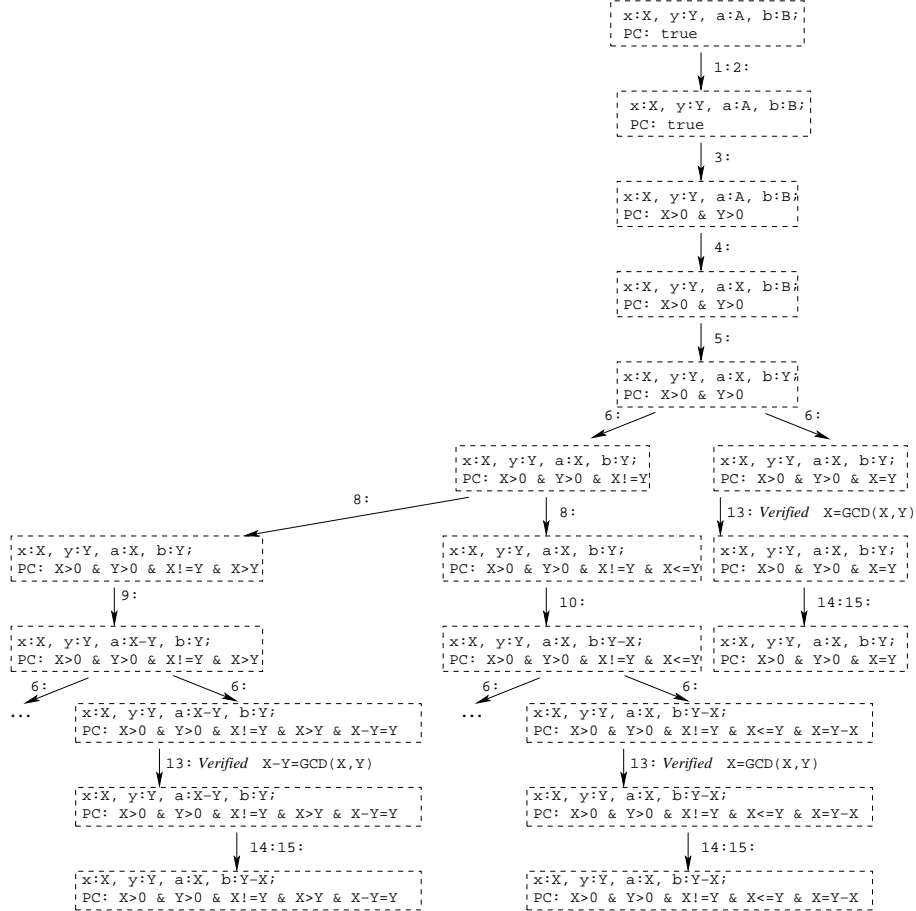 x:X, y:Y, a:A, b:B;
PC: true
1:2:
x:X, y:Y, a:A, b:B;
PC: true
3:
x:X, y:Y, a:A, b:B;
PC: X>0 & Y>0
4:
x:X, y:Y, a:X, b:B;
PC: X>0 & Y>0
5:
x:X, y:Y, a:X, b:Y;
PC: X>0 & Y>0
6:
6:
x:X, y:Y, a:X, b:Y;
PC: X>0 & Y>0 & X!=Y
x:X, y:Y, a:X, b:Y;
PC: X>0 & Y>0 & X=Y
8:
8:
13: Verified X=GCD(X,Y)
x:X, y:Y, a:X, b:Y;
PC: X>0 & Y>0 & X!=Y & X>Y
x:X, y:Y, a:X, b:Y;
PC: X>0 & Y>0 & X!=Y & X<=Y
x:X, y:Y, a:X, b:Y;
PC: X>0 & Y>0 & X=Y
9:
10:
14:15:
x:X, y:Y, a:X-Y, b:Y;
PC: X>0 & Y>0 & X!=Y & X>Y
x:X, y:Y, a:X, b:Y-X;
PC: X>0 & Y>0 & X!=Y & X<=Y
x:X, y:Y, a:X, b:Y;
PC: X>0 & Y>0 & X=Y
6:
6:
6:
6:
...
...
x:X, y:Y, a:X-Y, b:Y;
PC: X>0 & Y>0 & X!=Y & X>Y & X-Y=Y
x:X, y:Y, a:X, b:Y-X;
PC: X>0 & Y>0 & X!=Y & X<=Y & X=Y-X
13: Verified X-Y=GCD(X,Y)
13: Verified X=GCD(X,Y)
x:X, y:Y, a:X-Y, b:Y;
PC: X>0 & Y>0 & X!=Y & X>Y & X-Y=Y
x:X, y:Y, a:X, b:Y-X;
PC: X>0 & Y>0 & X!=Y & X<=Y & X=Y-X
14:15:
14:15:
x:X, y:Y, a:X, b:Y-X;
PC: X>0 & Y>0 & X!=Y & X>Y & X-Y=Y
x:X, y:Y, a:X, b:Y-X;
PC: X>0 & Y>0 & X!=Y & X<=Y & X=Y-X